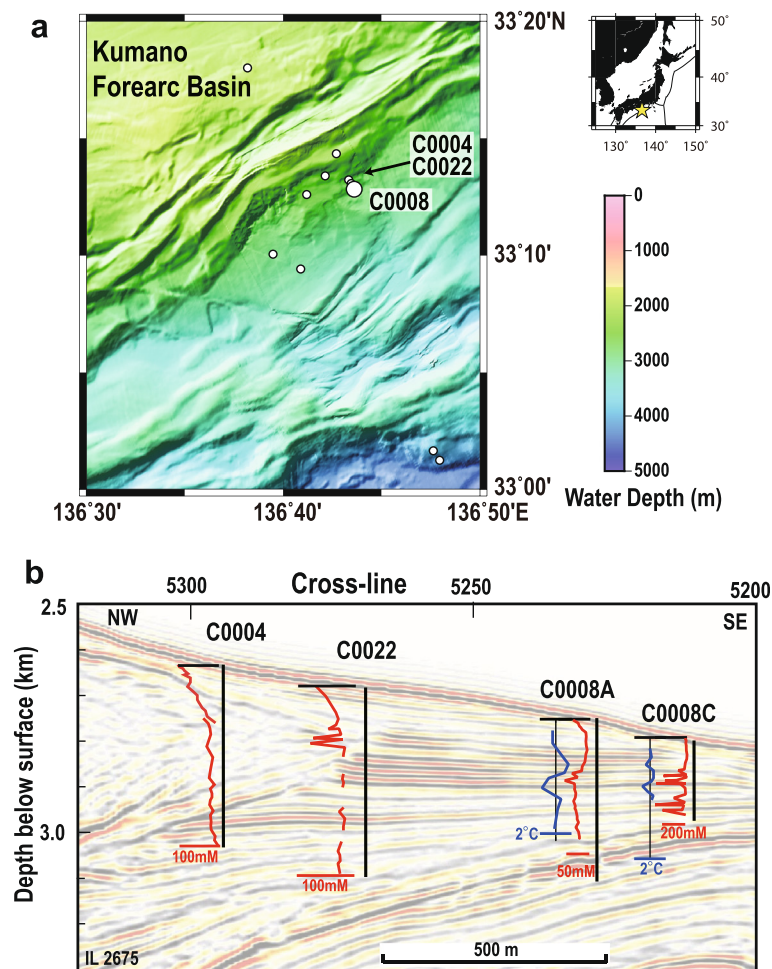 a
Kumano
Forearc Basin
33°20'N
C0004
C0022
C0008
33°10'
33°00'
136°30'
136°40'
136°50'E
50°
40°
30°
130°
140°
150°
0
1000
2000
3000
4000
5000
Water Depth (m)
b
5300
Cross-line
5250
5200
2.5
NW
SE
C0004
C0022
C0008A
C0008C
Depth below surface (km)
3.0
2°C
200mM
100mM
50mM
2°C
100mM
500 m
IL 2675